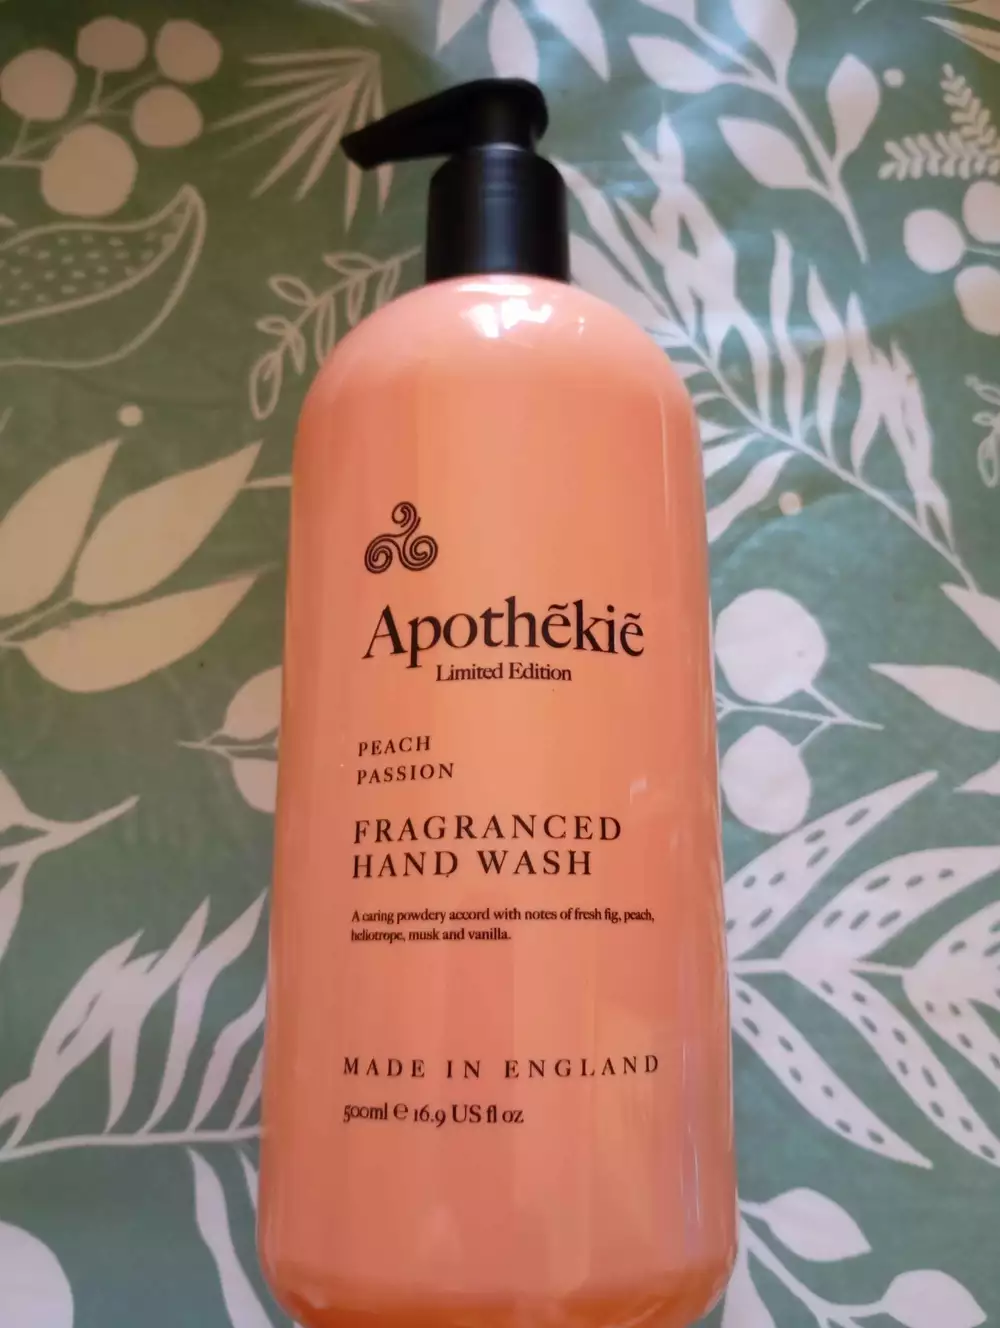 Apothẽkiẽ
Limited Edition
PEACH
PASSION
FRAGRANCED
HAND WASH
A caring powdery accord with notes of fresh fig, peach,
heliotrope, musk and vanilla.
MADE IN ENGLAND
500ml ℮ 16.9 US fl oz